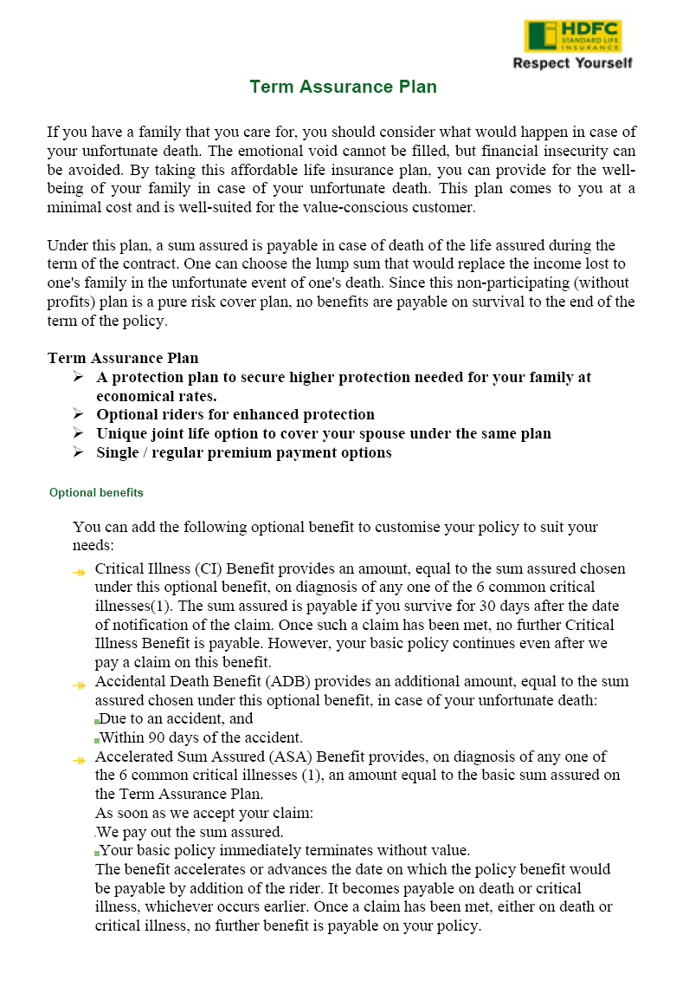 HDFC
STANDARD LIFE
INSURANCE
Respect Yourself
Term Assurance Plan
If you have a family that you care for, you should consider what would happen in case of
your unfortunate death. The emotional void cannot be filled, but financial insecurity can
be avoided. By taking this affordable life insurance plan, you can provide for the well-
being of your family in case of your unfortunate death. This plan comes to you at a
minimal cost and is well-suited for the value-conscious customer.
Under this plan, a sum assured is payable in case of death of the life assured during the
term of the contract. One can choose the lump sum that would replace the income lost to
one's family in the unfortunate event of one's death. Since this non-participating (without
profits) plan is a pure risk cover plan, no benefits are payable on survival to the end of the
term of the policy.
Term Assurance Plan
➢ A protection plan to secure higher protection needed for your family at
economical rates.
➢ Optional riders for enhanced protection
➢ Unique joint life option to cover your spouse under the same plan
➢ Single / regular premium payment options
Optional benefits
You can add the following optional benefit to customise your policy to suit your
needs:
Critical Illness (CI) Benefit provides an amount, equal to the sum assured chosen
under this optional benefit, on diagnosis of any one of the 6 common critical
illnesses(1). The sum assured is payable if you survive for 30 days after the date
of notification of the claim. Once such a claim has been met, no further Critical
Illness Benefit is payable. However, your basic policy continues even after we
pay a claim on this benefit.
Accidental Death Benefit (ADB) provides an additional amount, equal to the sum
assured chosen under this optional benefit, in case of your unfortunate death:
Due to an accident, and
Within 90 days of the accident.
Accelerated Sum Assured (ASA) Benefit provides, on diagnosis of any one of
the 6 common critical illnesses (1), an amount equal to the basic sum assured on
the Term Assurance Plan.
As soon as we accept your claim:
.We pay out the sum assured.
Your basic policy immediately terminates without value.
The benefit accelerates or advances the date on which the policy benefit would
be payable by addition of the rider. It becomes payable on death or critical
illness, whichever occurs earlier. Once a claim has been met, either on death or
critical illness, no further benefit is payable on your policy.